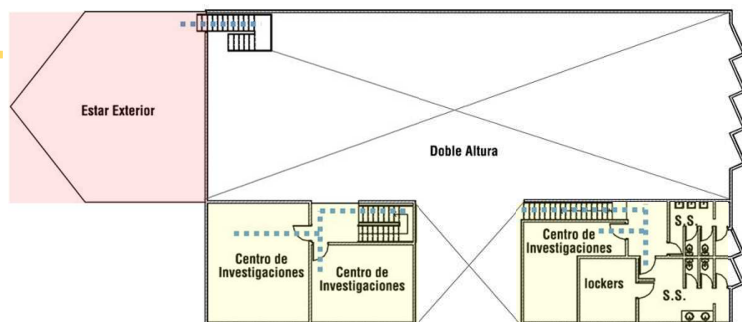 Estar Exterior
Doble Altura
Centro de
Investigaciones
Centro de
Investigaciones
Centro de
Investigaciones
lockers
S.S.
S.S.